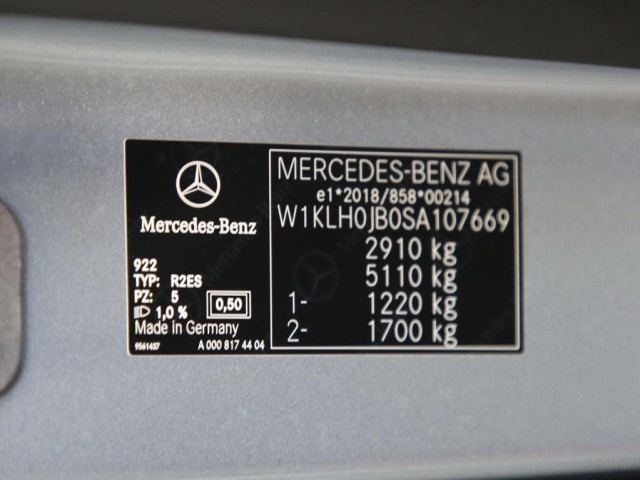 Mercedes-Benz
922
TYP: R2ES
PZ: 5
1,0 %
0,50
Made in Germany
9561437
A 000 817 44 04
MERCEDES-BENZ AG
e1*2018/858*00214
W1KLH0JB0SA107669
2910 kg
5110 kg
1- 1220 kg
2- 1700 kg